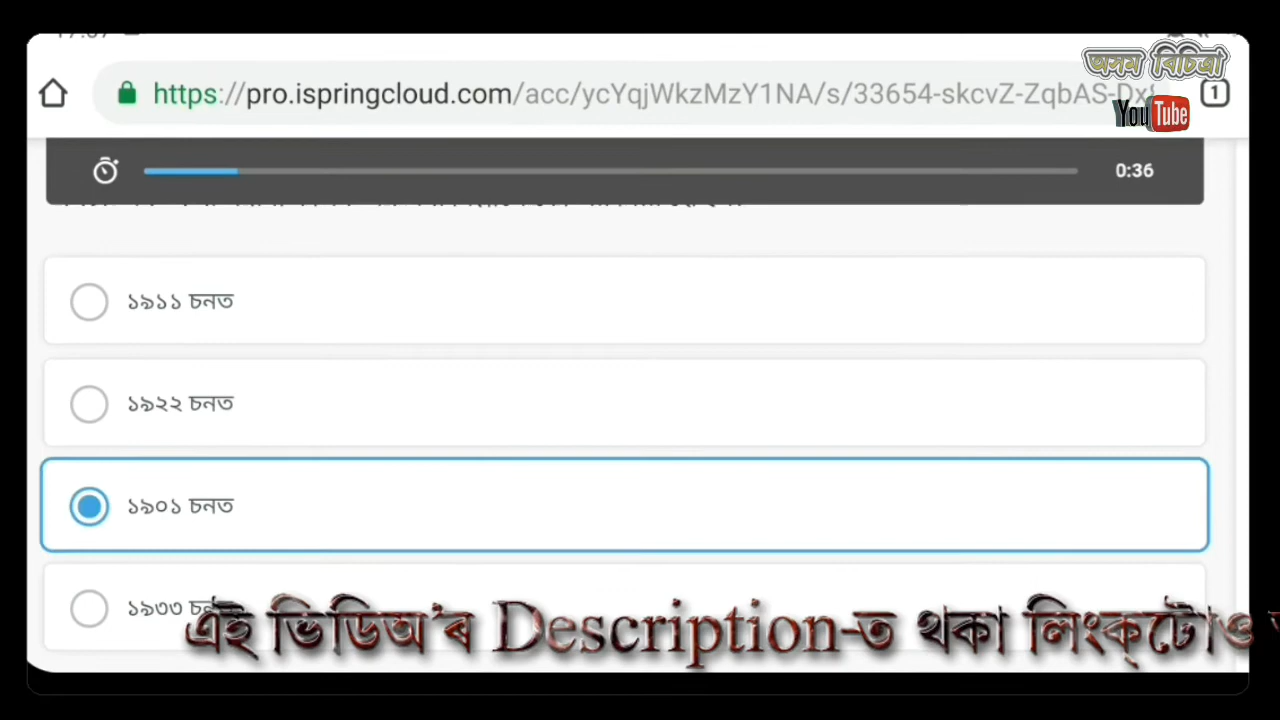 অসম বিচিত্ৰা
https://pro.ispringcloud.com/acc/ycYqjWkzMzY1NA/s/33654-skcvZ-ZqbAS-Dx
1
YouTube
0:36
১৯১১ চনত
১৯২২ চনত
১৯০১ চনত
১৯৩৩ চনত
এই ভিডিঅ'ৰ Description-ত থকা লিংক্‌টোও